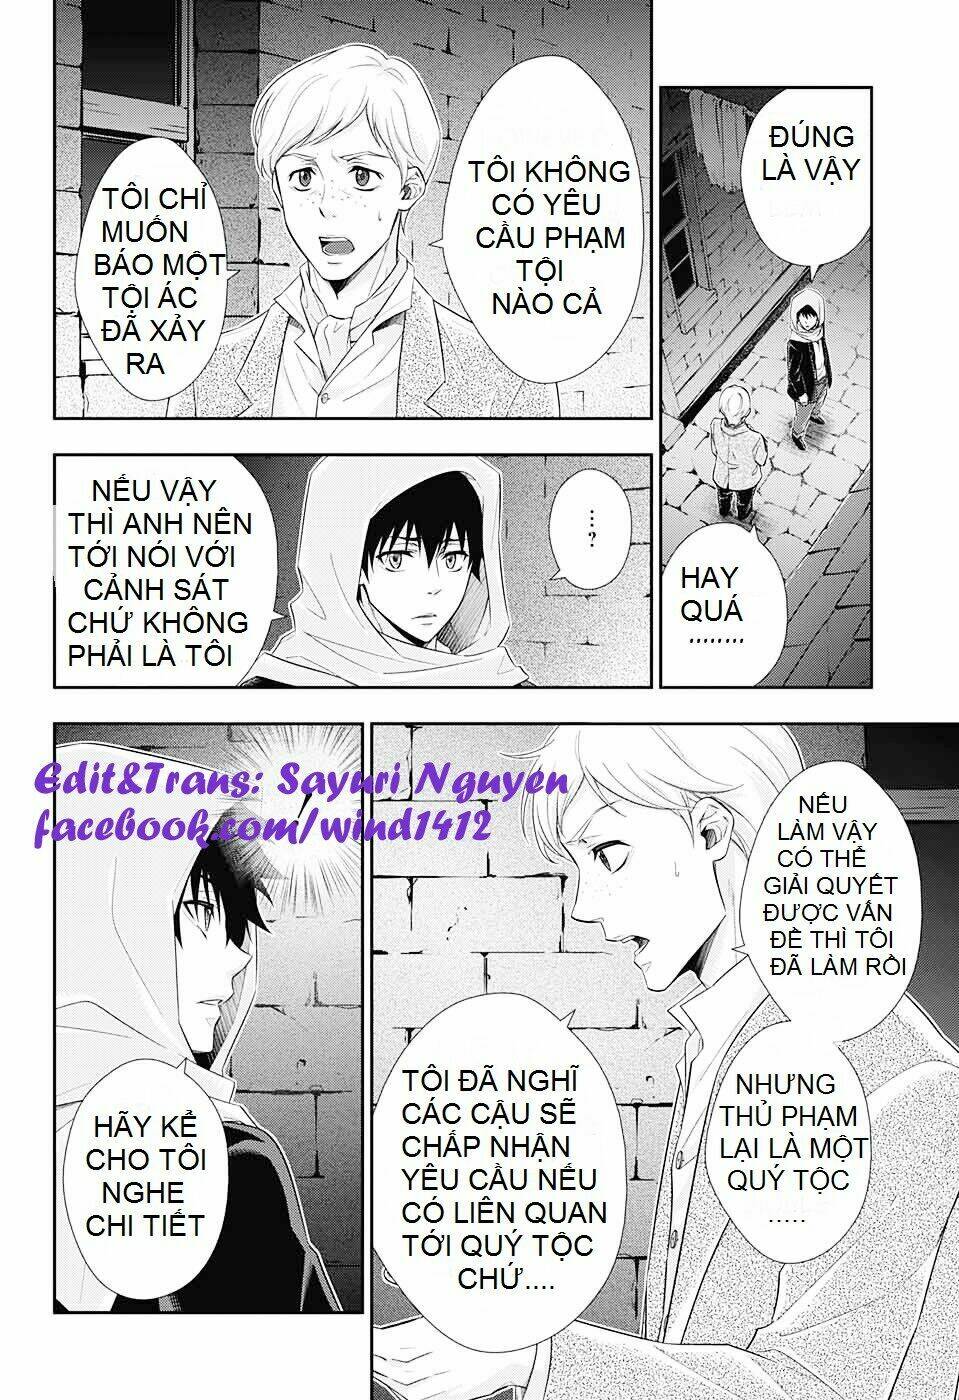 ĐÚNG
LÀ VẬY
HAY
QUÁ
........
TÔI KHÔNG
CÓ YÊU
CẦU PHẠM
TỘI
NÀO CẢ
TÔI CHỈ
MUỐN
BÁO MỘT
TỘI ÁC
ĐÃ XẢY
RA
...?
NẾU VẬY
THÌ ANH NÊN
TỚI NÓI VỚI
CẢNH SÁT
CHỨ KHÔNG
PHẢI LÀ TÔI
NẾU
LÀM VẬY
CÓ THỂ
GIẢI QUYẾT
ĐƯỢC VẤN
ĐỀ THÌ TÔI
ĐÃ LÀM RỒI
NHƯNG
THỦ PHẠM
LẠI LÀ MỘT
QUÝ TỘC
.....
TÔI ĐÃ NGHĨ
CÁC CẬU SẼ
CHẤP NHẬN
YÊU CẦU NẾU
CÓ LIÊN QUAN
TỚI QUÝ TỘC
CHỨ....
Edit&Trans: Sayuri Nguyen
facebook.com/wind1412
!
HÃY KỂ
CHO TÔI
NGHE
CHI TIẾT